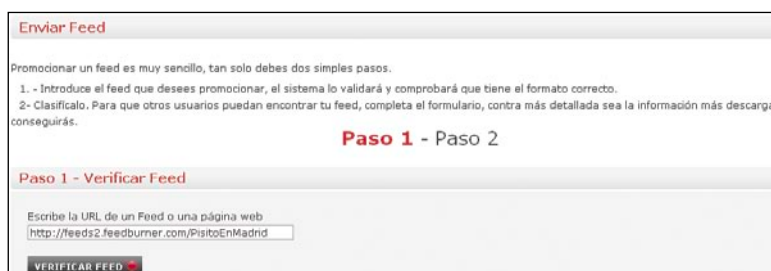 Enviar Feed
Promocionar un feed es muy sencillo, tan solo debes dos simples pasos.
1. - Introduce el feed que desees promocionar, el sistema lo validará y comprobará que tiene el formato correcto.
2- Clasifícalo. Para que otros usuarios puedan encontrar tu feed, completa el formulario, contra más detallada sea la información más descarga
conseguirás.
Paso 1 - Paso 2
Paso 1 - Verificar Feed
Escribe la URL de un Feed o una página web
http://feeds2.feedburner.com/PisitoEnMadrid
VERIFICAR FEED